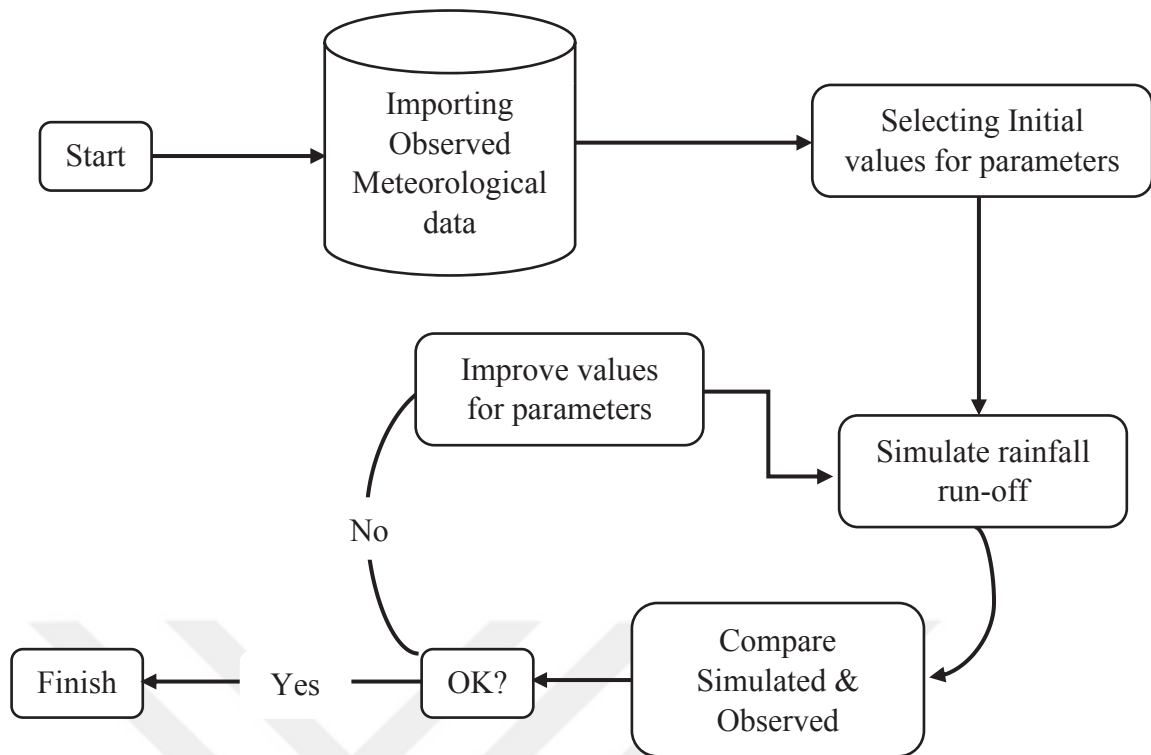 Start
Importing
Observed
Meteorological
data
Selecting Initial
values for parameters
Improve values
for parameters
Simulate rainfall
run-off
No
Compare
Simulated &
Observed
OK?
Yes
Finish